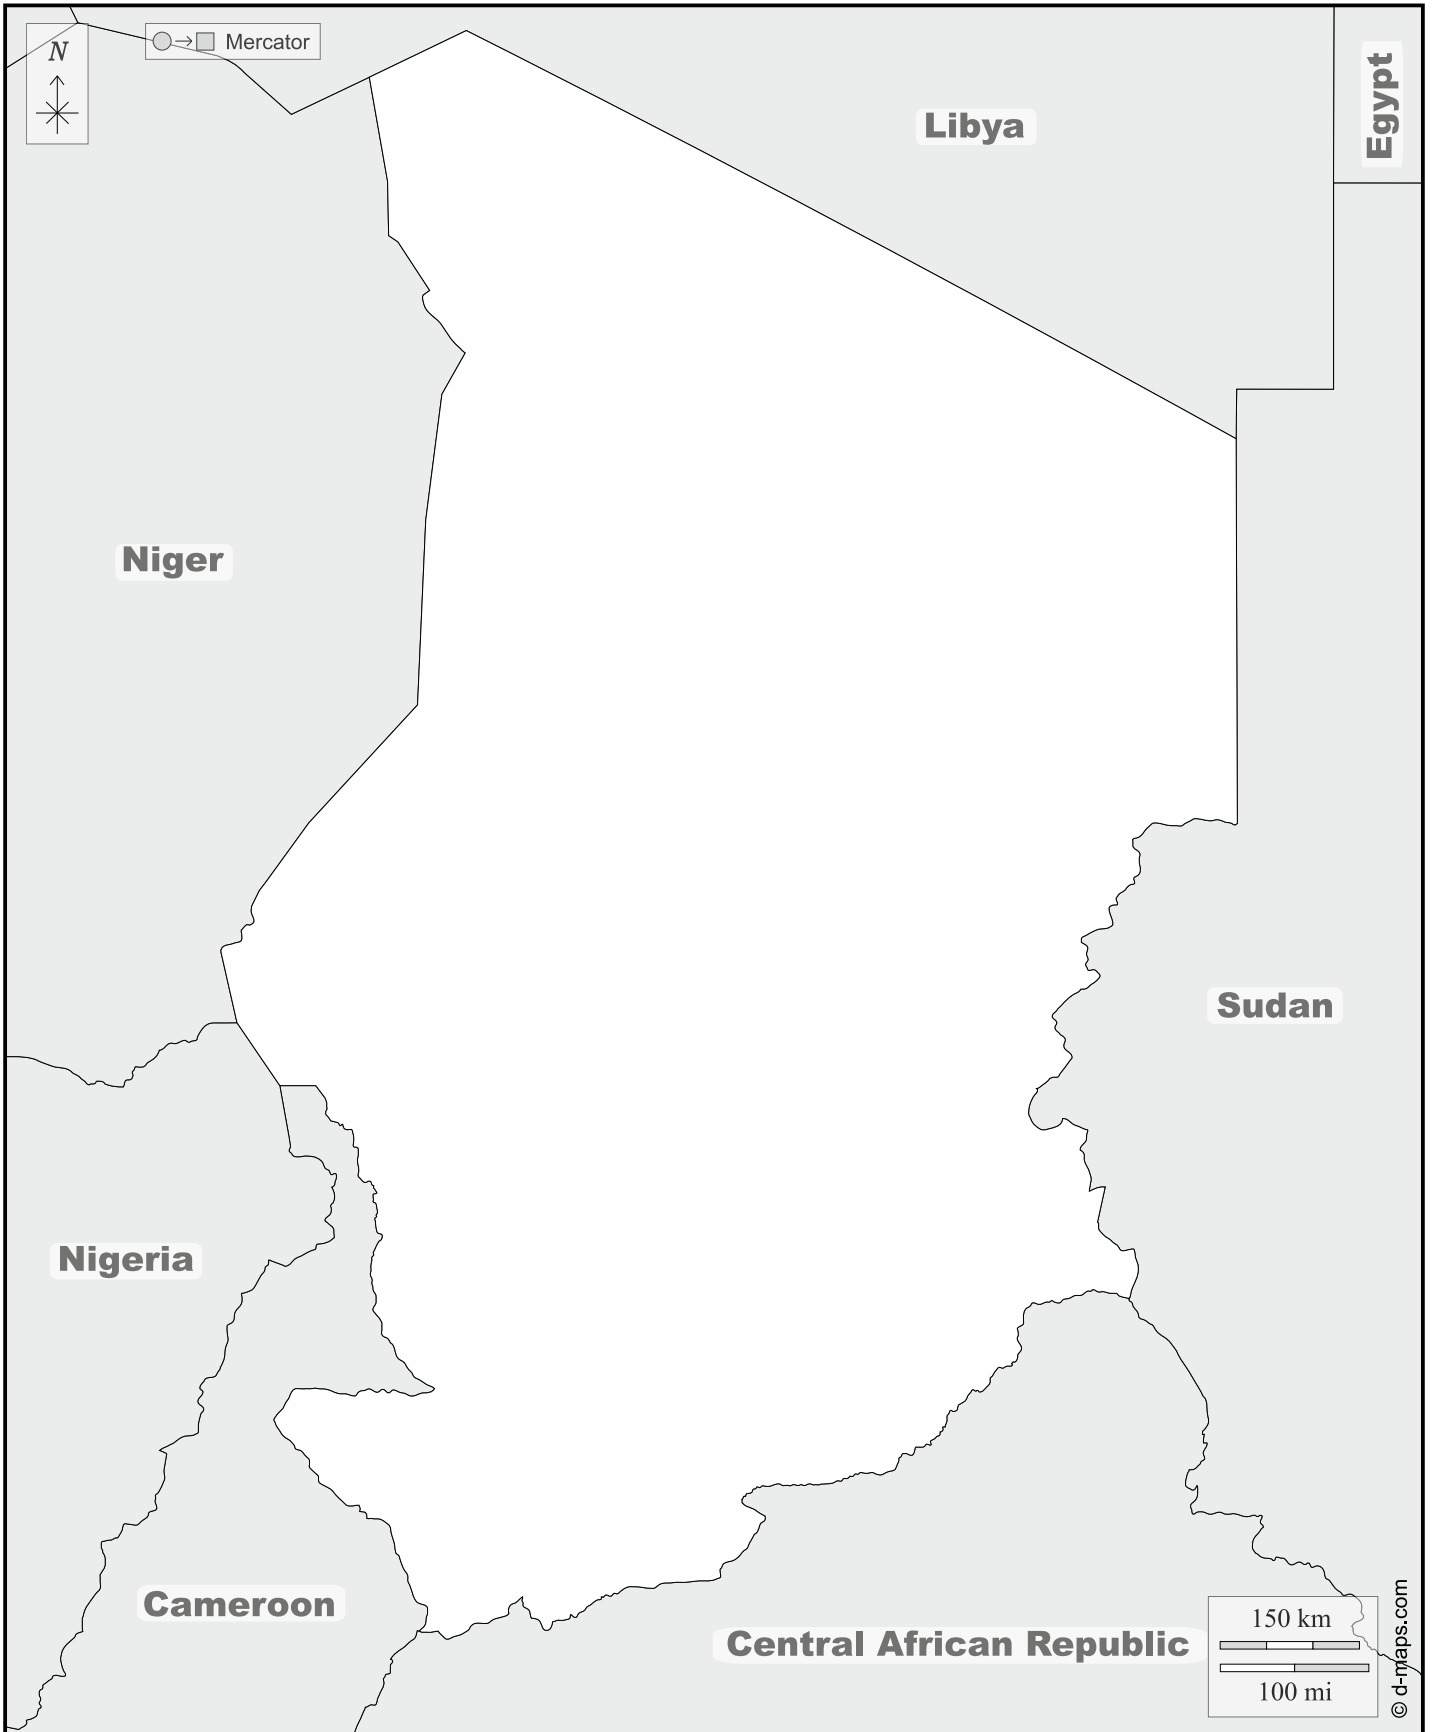 N
Mercator
Libya
Egypt
Niger
Sudan
Nigeria
Cameroon
Central African Republic
150 km
100 mi
© d-maps.com